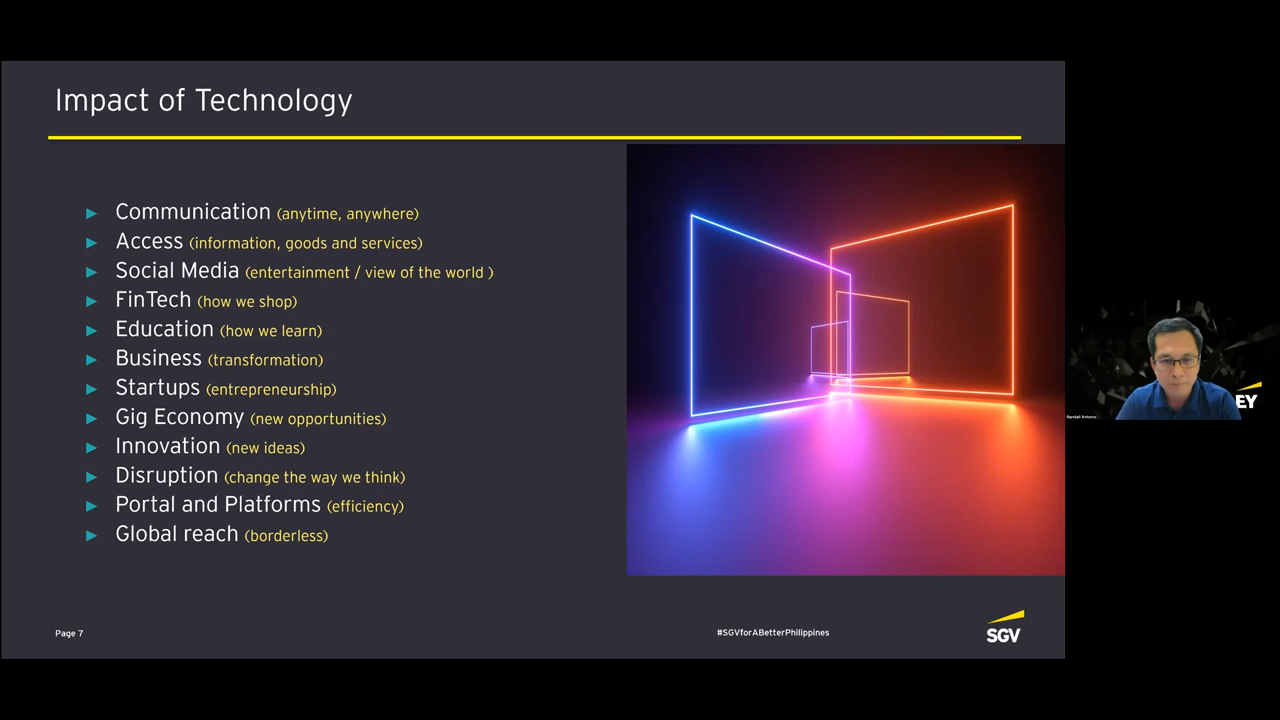 Impact of Technology
Communication (anytime, anywhere)
Access (information, goods and services)
Social Media (entertainment / view of the world )
FinTech (how we shop)
Education (how we learn)
Business (transformation)
Startups (entrepreneurship)
Gig Economy (new opportunities)
Innovation (new ideas)
Disruption (change the way we think)
Portal and Platforms (efficiency)
Global reach (borderless)
Page 7
#SGVforABetterPhilippines
SGV
EY
Randall Antonio